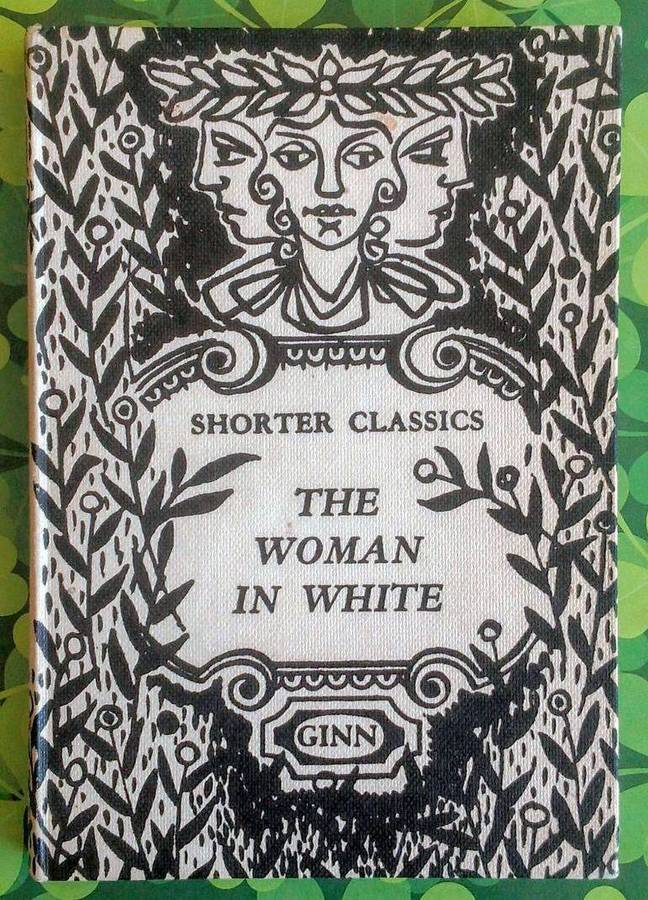 SHORTER CLASSICS
THE
WOMAN
IN WHITE
GINN